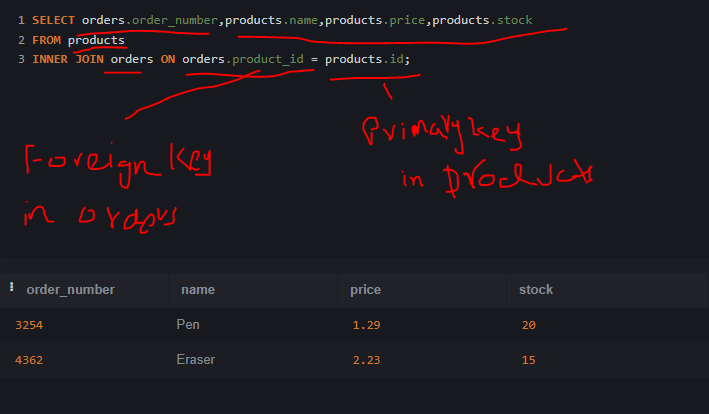 1 SELECT orders.order_number,products.name,products.price,products.stock
2 FROM products
3 INNER JOIN orders ON orders.product_id = products.id;
Foreign key
in orders
Primary key
in products
order_number name price stock
3254 Pen 1.29 20
4362 Eraser 2.23 15